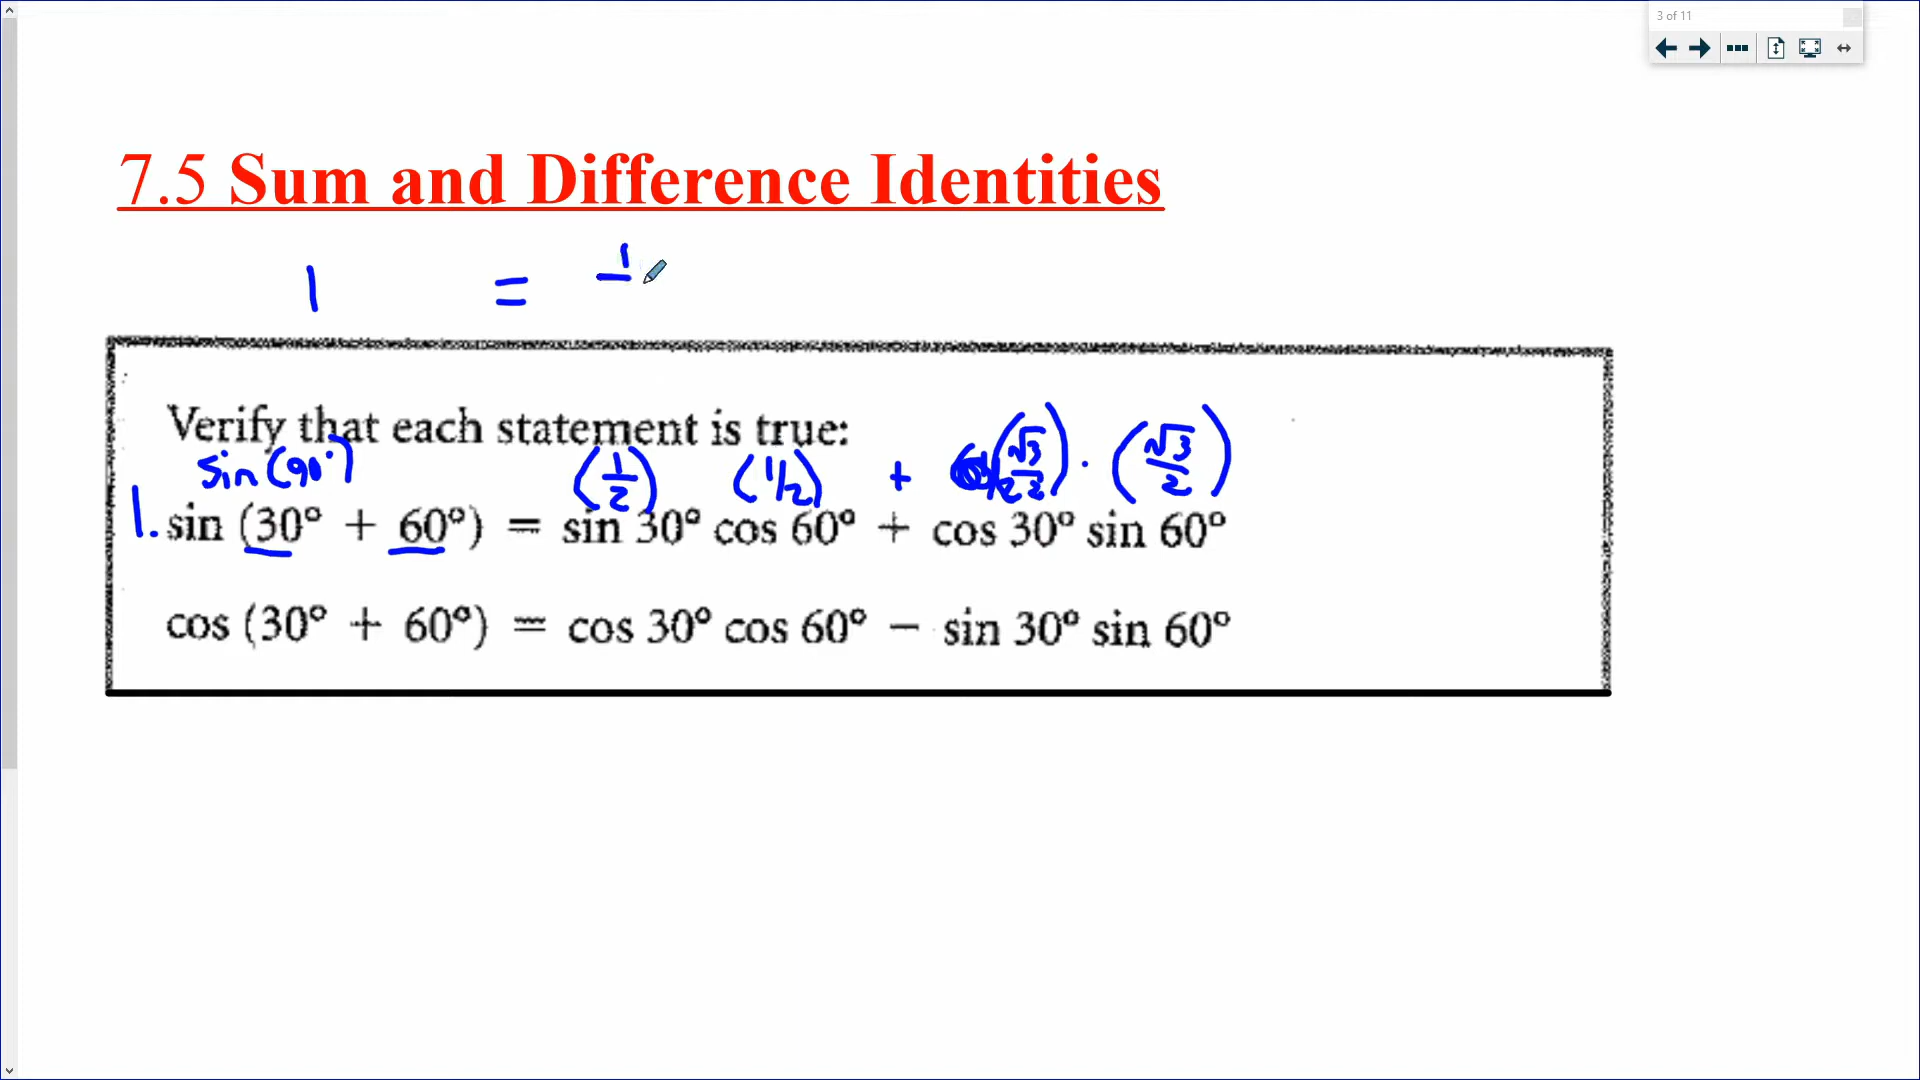 3 of 11
7.5 Sum and Difference Identities
1 = 1
Verify that each statement is true:
sin (90°) (1/2) (1/2) + (√3/2) · (√3/2)
1. sin (30° + 60°) = sin 30° cos 60° + cos 30° sin 60°
cos (30° + 60°) = cos 30° cos 60° − sin 30° sin 60°